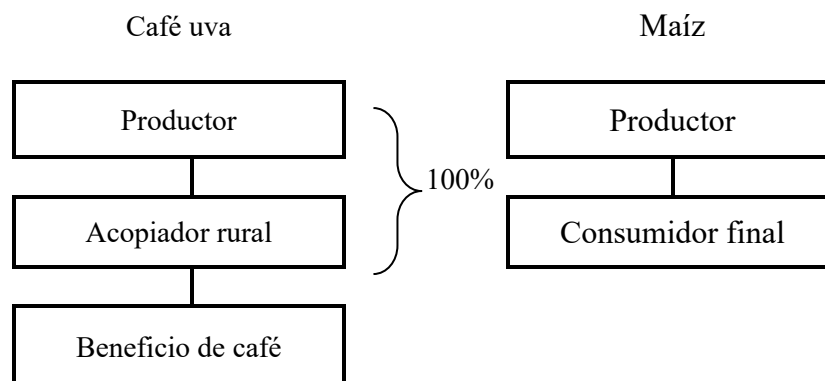 Café uva
Productor
Acopiador rural
Beneficio de café
100%
Maíz
Productor
Consumidor final